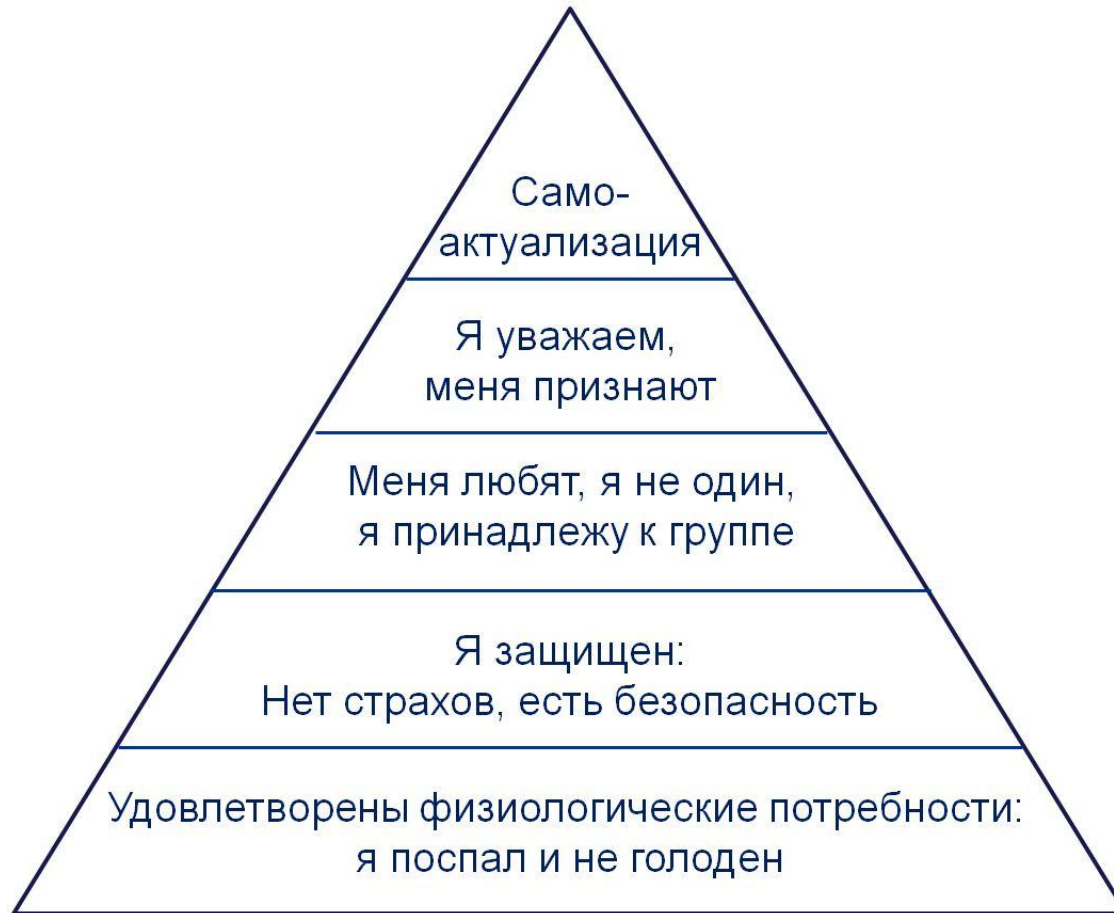 Само-
актуализация
Я уважаем,
меня признают
Меня любят, я не один,
я принадлежу к группе
Я защищен:
Нет страхов, есть безопасность
Удовлетворены физиологические потребности:
я поспал и не голоден